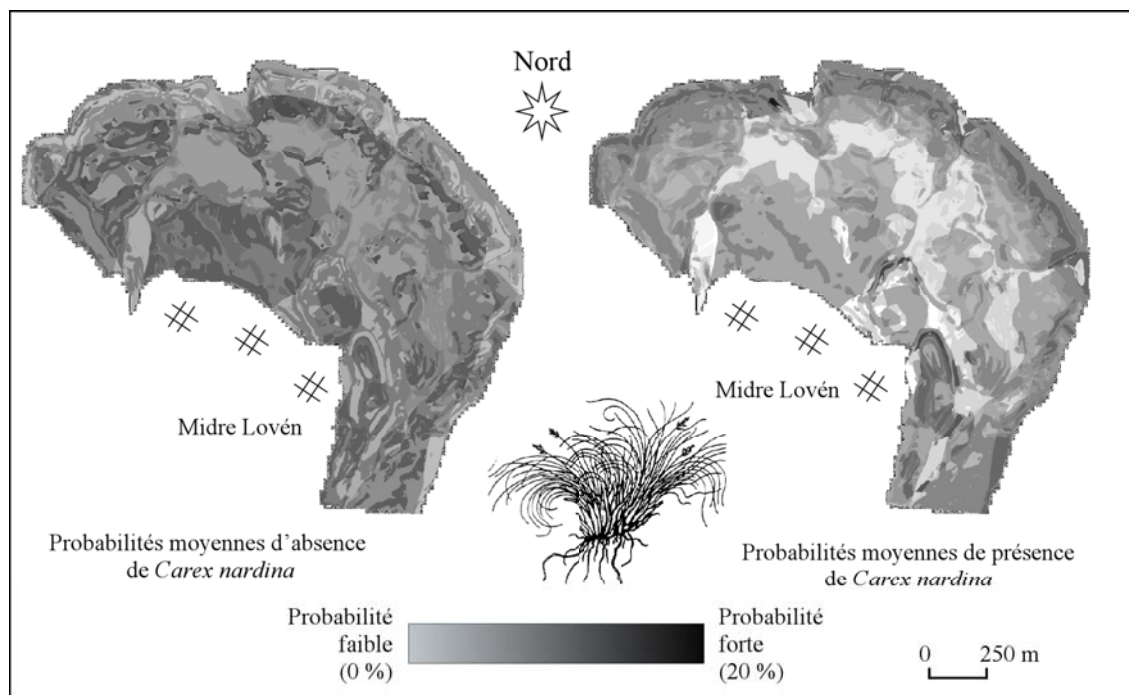 Nord
Midre Lovén
Midre Lovén
Probabilités moyennes d’absence
de Carex nardina
Probabilités moyennes de présence
de Carex nardina
Probabilité
faible
(0 %)
Probabilité
forte
(20 %)
0 250 m